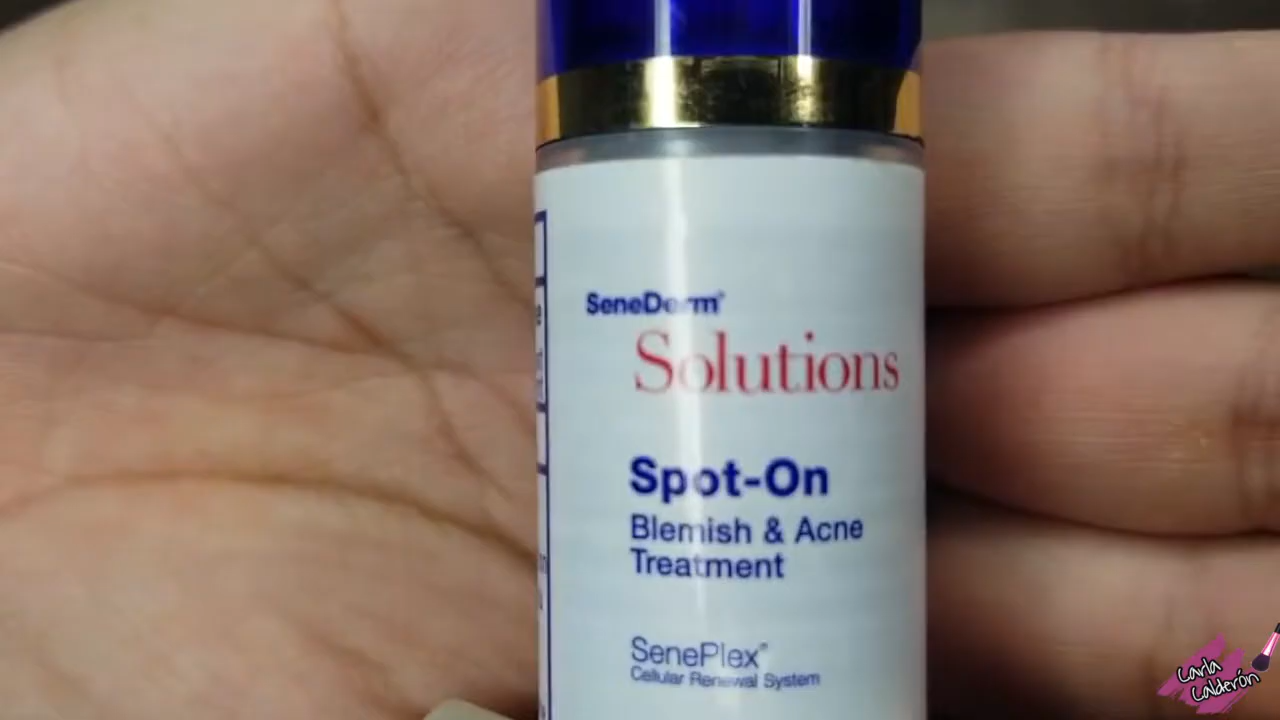 SeneDerm®
Solutions
Spot-On
Blemish & Acne
Treatment
SenePlex®
Cellular Renewal System
Carla
Calderón